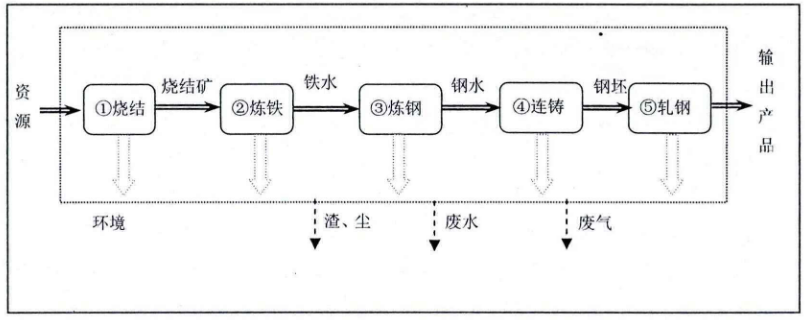 资源
①烧结
烧结矿
②炼铁
铁水
③炼钢
钢水
④连铸
钢坯
⑤轧钢
输出产品
环境
渣、尘
废水
废气